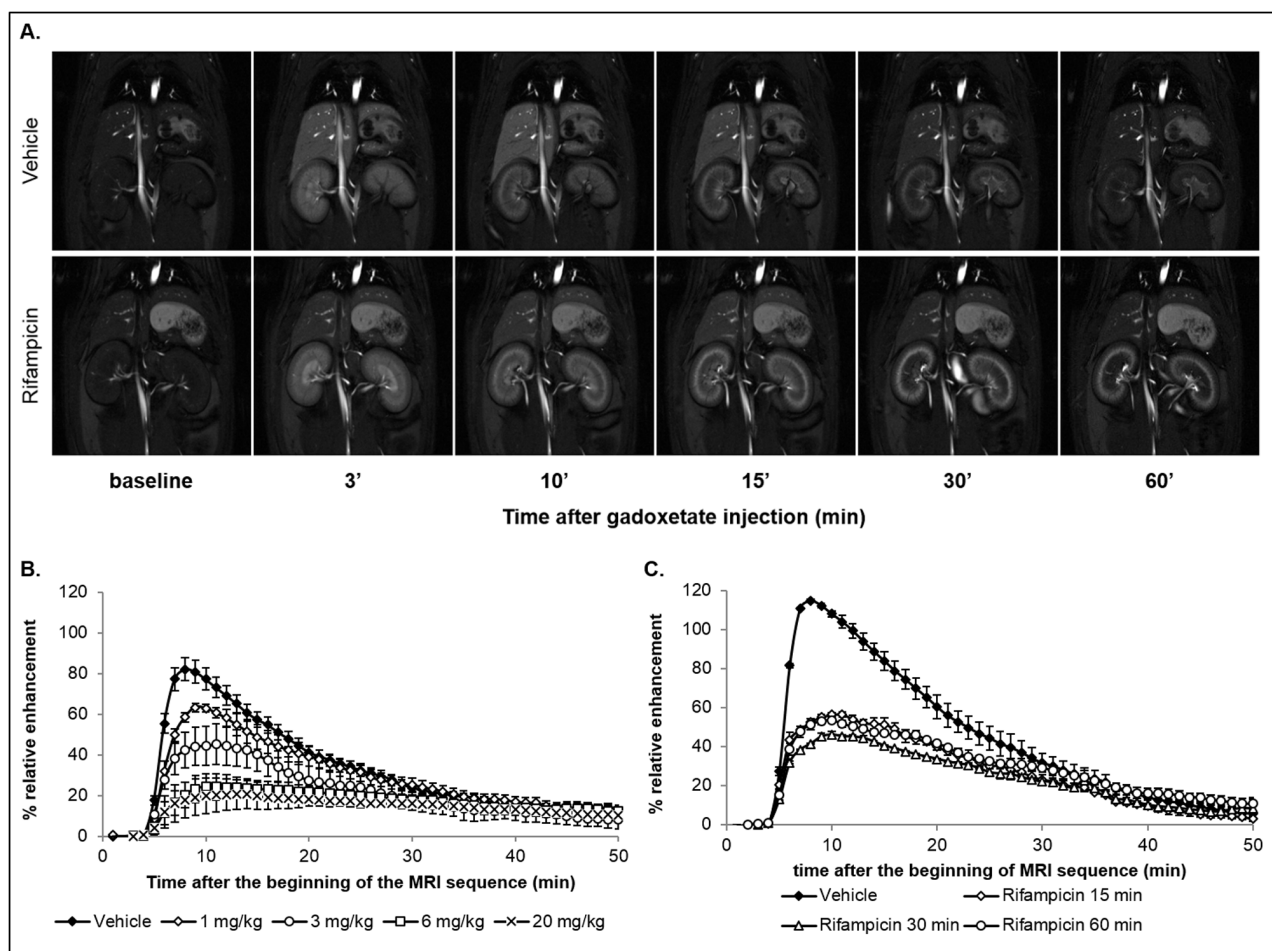 A.
Vehicle
Rifampicin
baseline 3’ 10’ 15’ 30’ 60’
Time after gadoxetate injection (min)
B.
% relative enhancement
120
100
80
60
40
20
0
0 10 20 30 40 50
Time after the beginning of the MRI sequence (min)
Vehicle 1 mg/kg 3 mg/kg 6 mg/kg 20 mg/kg
C.
% relative enhancement
120
100
80
60
40
20
0
0 10 20 30 40 50
time after the beginning of MRI sequence (min)
Vehicle Rifampicin 15 min
Rifampicin 30 min Rifampicin 60 min